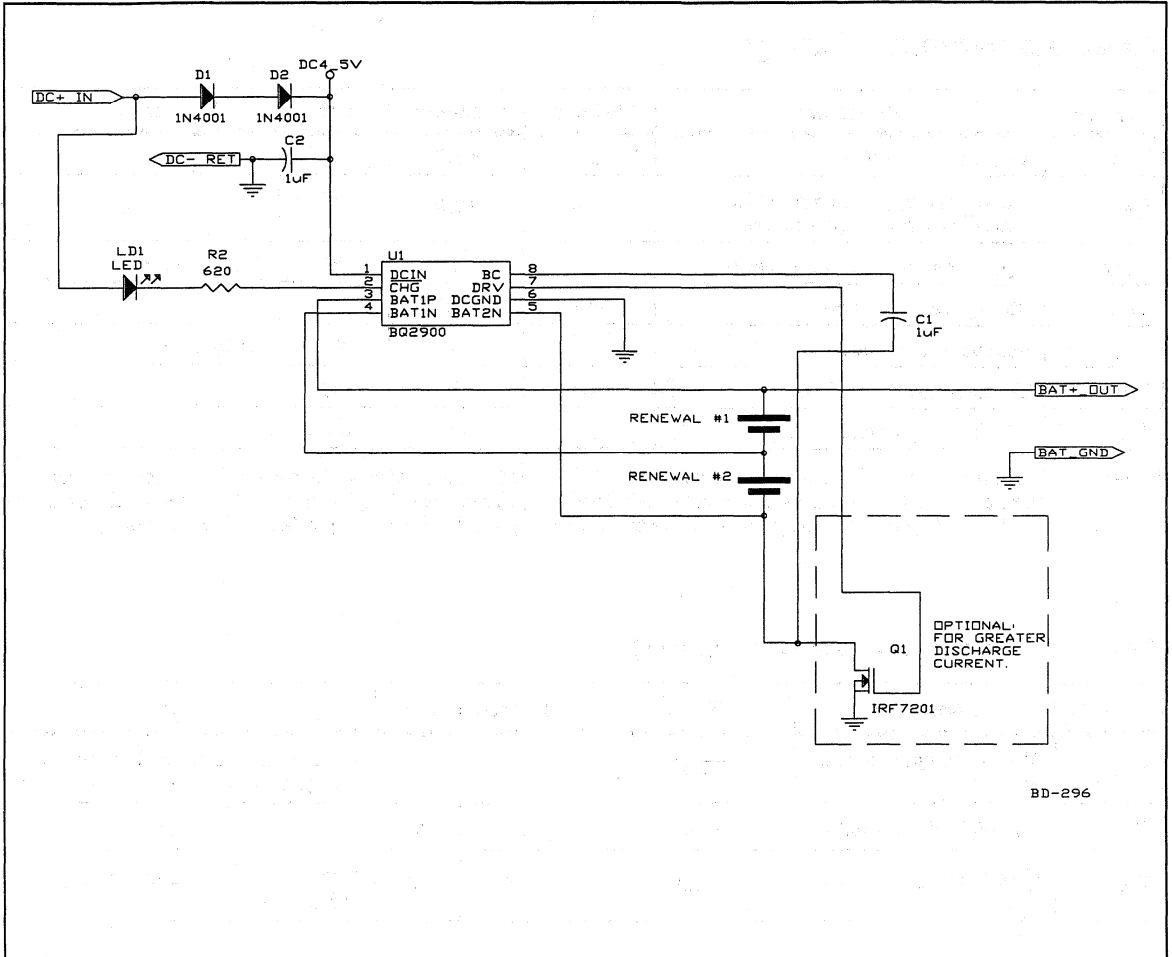 DC4_5V
D1
D2
DC+ IN
1N4001
1N4001
C2
DC- RET
1uF
LD1
LED
R2
620
U1
1
DCIN
BC
8
2
CHG
DRV
7
3
BAT1P
DCGND
6
4
BAT1N
BAT2N
5
BQ2900
C1
1uF
BAT+_OUT
RENEWAL #1
BAT_GND
RENEWAL #2
OPTIONAL:
FOR GREATER
DISCHARGE
CURRENT.
Q1
IRF7201
BD-296